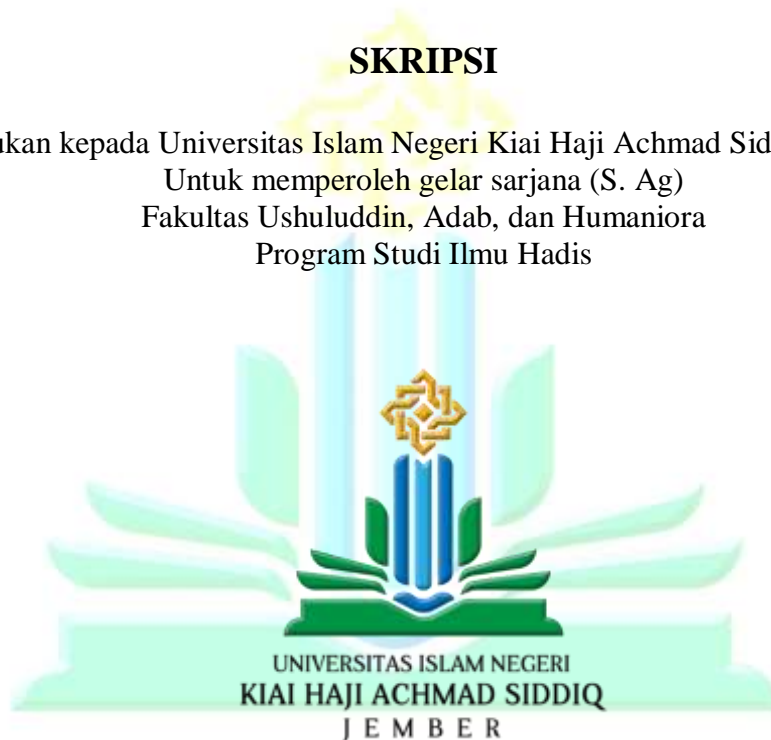 SKRIPSI
ukan kepada Universitas Islam Negeri Kiai Haji Achmad Sid
Untuk memperoleh gelar sarjana (S. Ag)
Fakultas Ushuluddin, Adab, dan Humaniora
Program Studi Ilmu Hadis
UNIVERSITAS ISLAM NEGERI
KIAI HAJI ACHMAD SIDDIQ
JEMBER